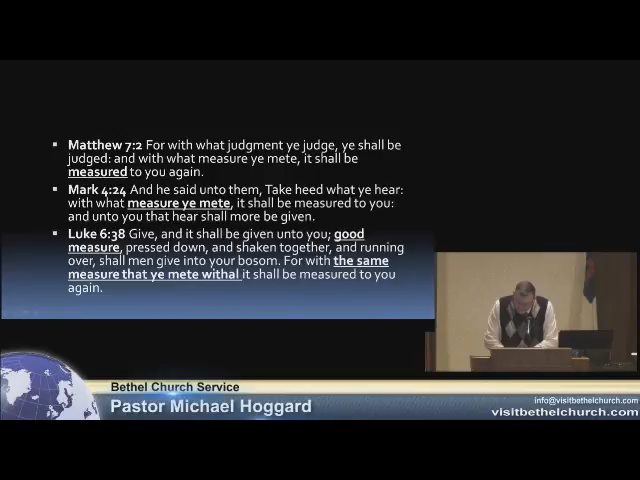 ▪ Matthew 7:2 For with what judgment ye judge, ye shall be
judged: and with what measure ye mete, it shall be
measured to you again.
▪ Mark 4:24 And he said unto them, Take heed what ye hear:
with what measure ye mete, it shall be measured to you:
and unto you that hear shall more be given.
▪ Luke 6:38 Give, and it shall be given unto you; good
measure, pressed down, and shaken together, and running
over, shall men give into your bosom. For with the same
measure that ye mete withal it shall be measured to you
again.
Bethel Church Service
Pastor Michael Hoggard
info@visitbethelchurch.com
visitbethelchurch.com